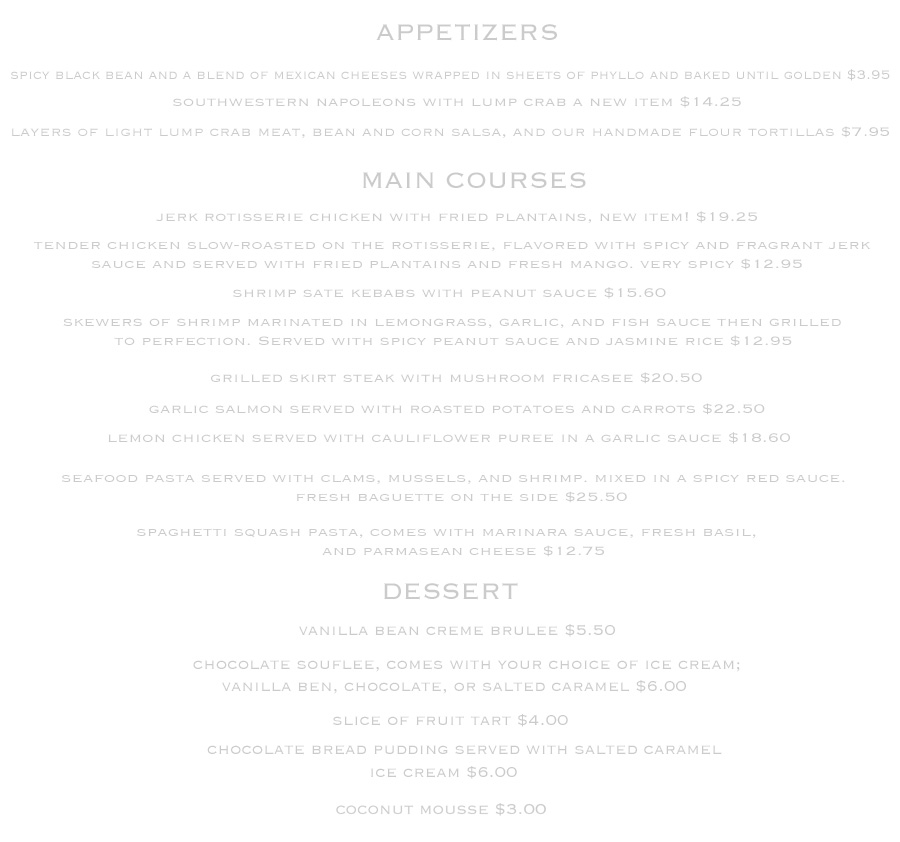 APPETIZERS
SPICY BLACK BEAN AND A BLEND OF MEXICAN CHEESES WRAPPED IN SHEETS OF PHYLLO AND BAKED UNTIL GOLDEN $3.95
SOUTHWESTERN NAPOLEONS WITH LUMP CRAB A NEW ITEM $14.25
LAYERS OF LIGHT LUMP CRAB MEAT, BEAN AND CORN SALSA, AND OUR HANDMADE FLOUR TORTILLAS $7.95
MAIN COURSES
JERK ROTISSERIE CHICKEN WITH FRIED PLANTAINS, NEW ITEM! $19.25
TENDER CHICKEN SLOW-ROASTED ON THE ROTISSERIE, FLAVORED WITH SPICY AND FRAGRANT JERK
SAUCE AND SERVED WITH FRIED PLANTAINS AND FRESH MANGO. VERY SPICY $12.95
SHRIMP SATE KEBABS WITH PEANUT SAUCE $15.60
SKEWERS OF SHRIMP MARINATED IN LEMONGRASS, GARLIC, AND FISH SAUCE THEN GRILLED
TO PERFECTION. SERVED WITH SPICY PEANUT SAUCE AND JASMINE RICE $12.95
GRILLED SKIRT STEAK WITH MUSHROOM FRICASEE $20.50
GARLIC SALMON SERVED WITH ROASTED POTATOES AND CARROTS $22.50
LEMON CHICKEN SERVED WITH CAULIFLOWER PUREE IN A GARLIC SAUCE $18.60
SEAFOOD PASTA SERVED WITH CLAMS, MUSSELS, AND SHRIMP. MIXED IN A SPICY RED SAUCE.
FRESH BAGUETTE ON THE SIDE $25.50
SPAGHETTI SQUASH PASTA, COMES WITH MARINARA SAUCE, FRESH BASIL,
AND PARMASEAN CHEESE $12.75
DESSERT
VANILLA BEAN CREME BRULEE $5.50
CHOCOLATE SOUFLEE, COMES WITH YOUR CHOICE OF ICE CREAM;
VANILLA BEN, CHOCOLATE, OR SALTED CARAMEL $6.00
SLICE OF FRUIT TART $4.00
CHOCOLATE BREAD PUDDING SERVED WITH SALTED CARAMEL
ICE CREAM $6.00
COCONUT MOUSSE $3.00